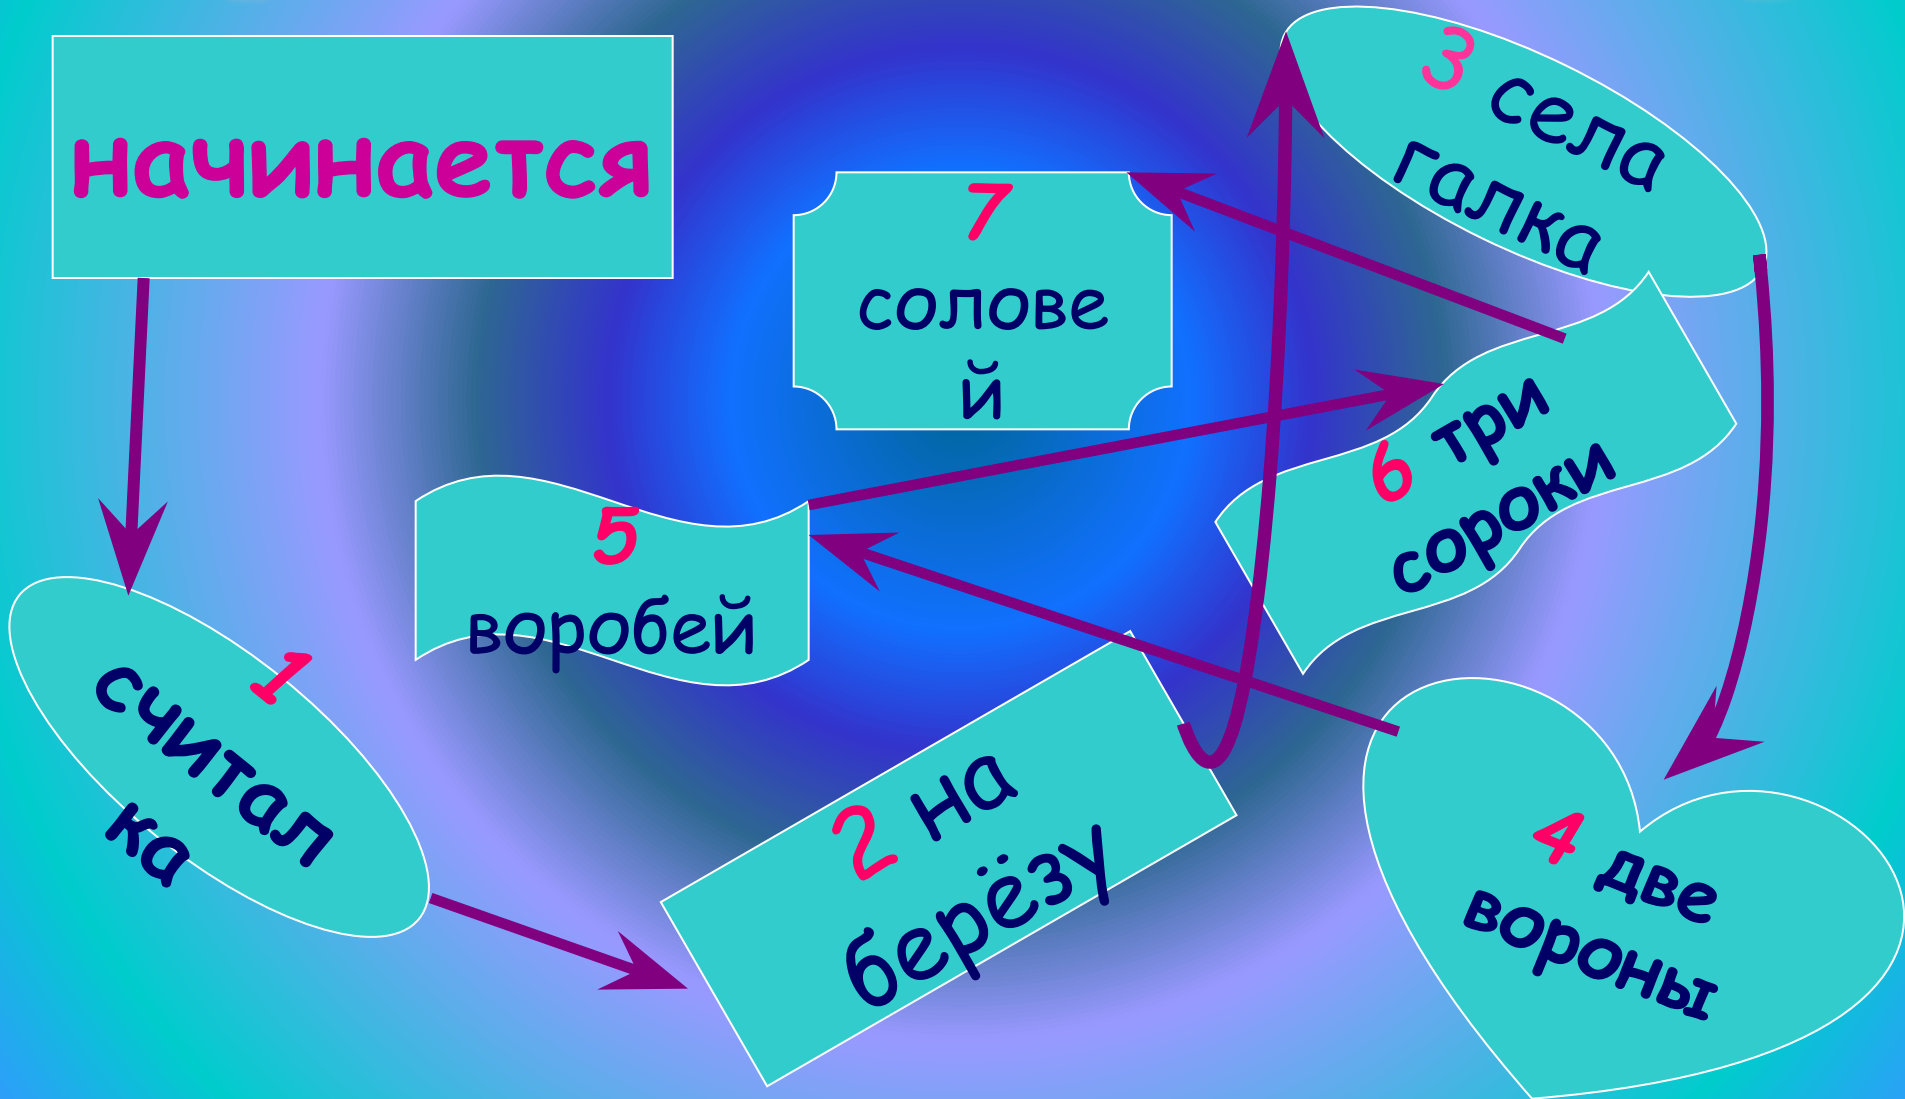 начинается
1
считал
ка
2 на
берёзу
3 села
галка
4 две
вороны
5
воробей
6 три
сороки
7
солове
й